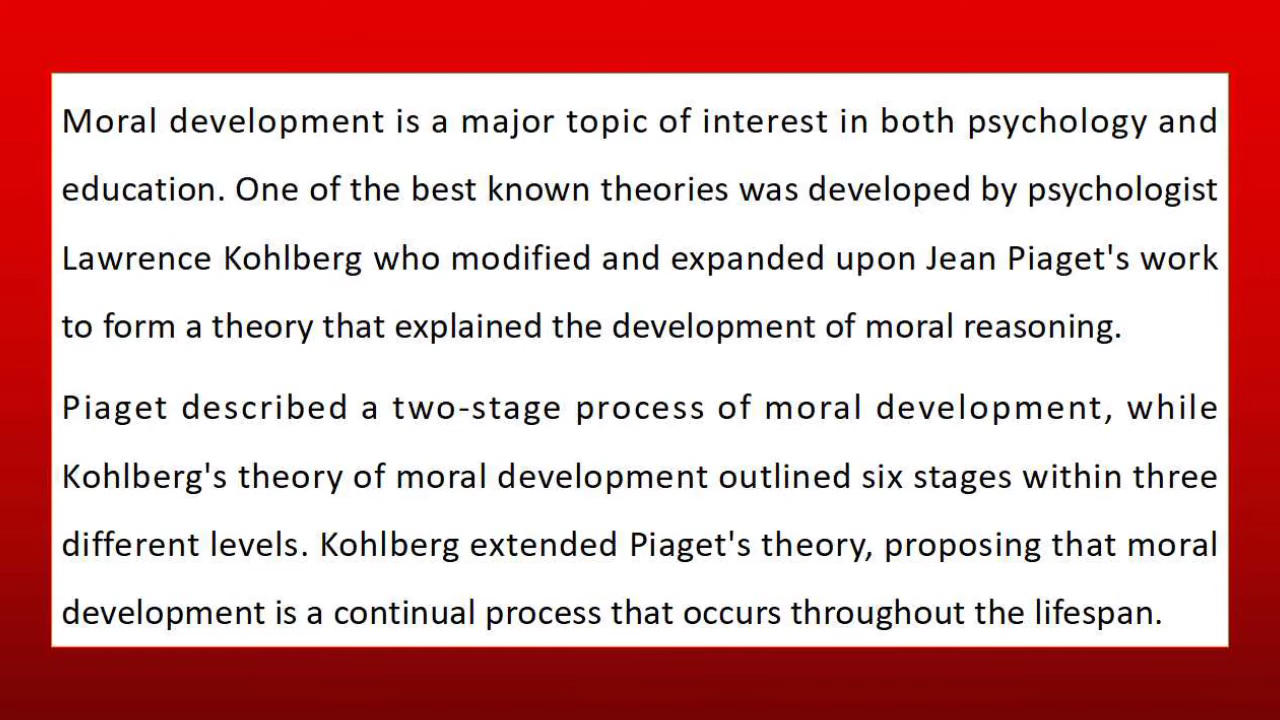 Moral development is a major topic of interest in both psychology and
education. One of the best known theories was developed by psychologist
Lawrence Kohlberg who modified and expanded upon Jean Piaget's work
to form a theory that explained the development of moral reasoning.
Piaget described a two-stage process of moral development, while
Kohlberg's theory of moral development outlined six stages within three
different levels. Kohlberg extended Piaget's theory, proposing that moral
development is a continual process that occurs throughout the lifespan.